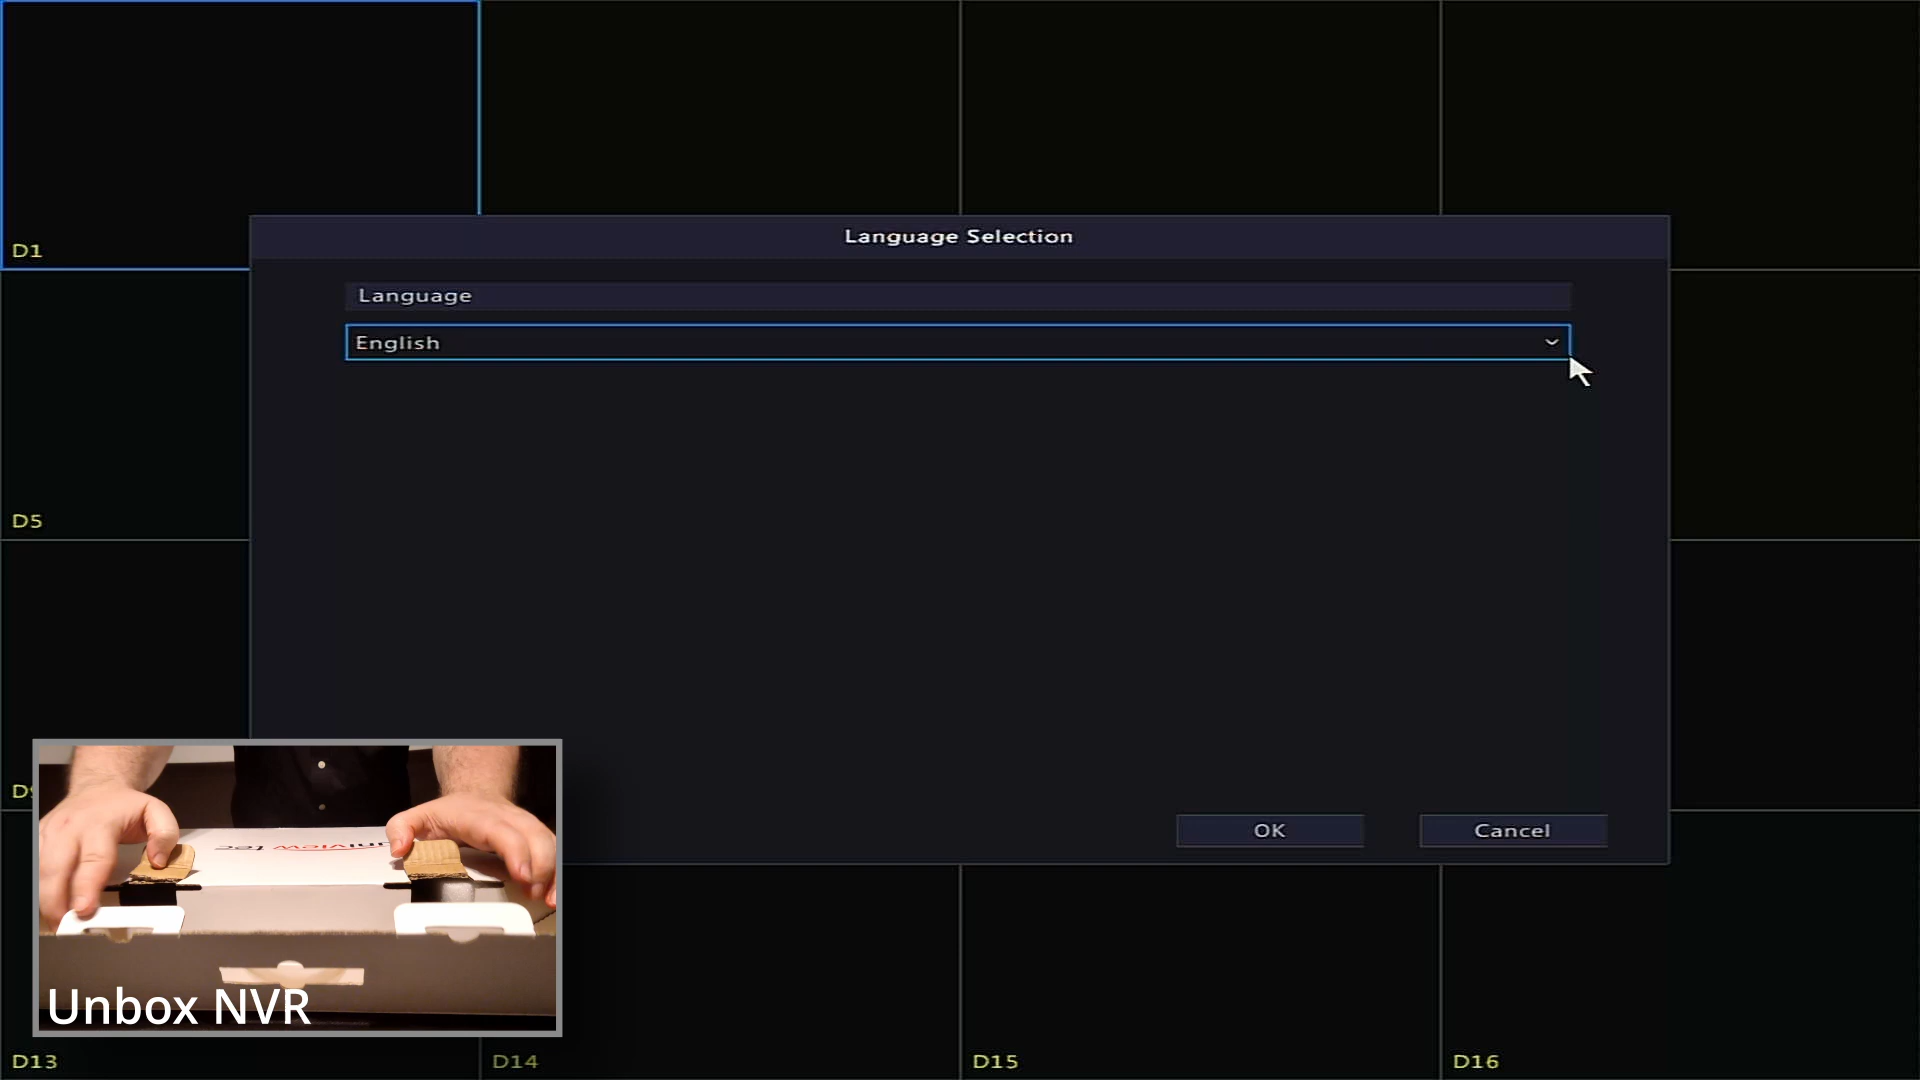 D1
Language Selection
Language
English
D5
OK
Cancel
Unbox NVR
D13
D14
D15
D16